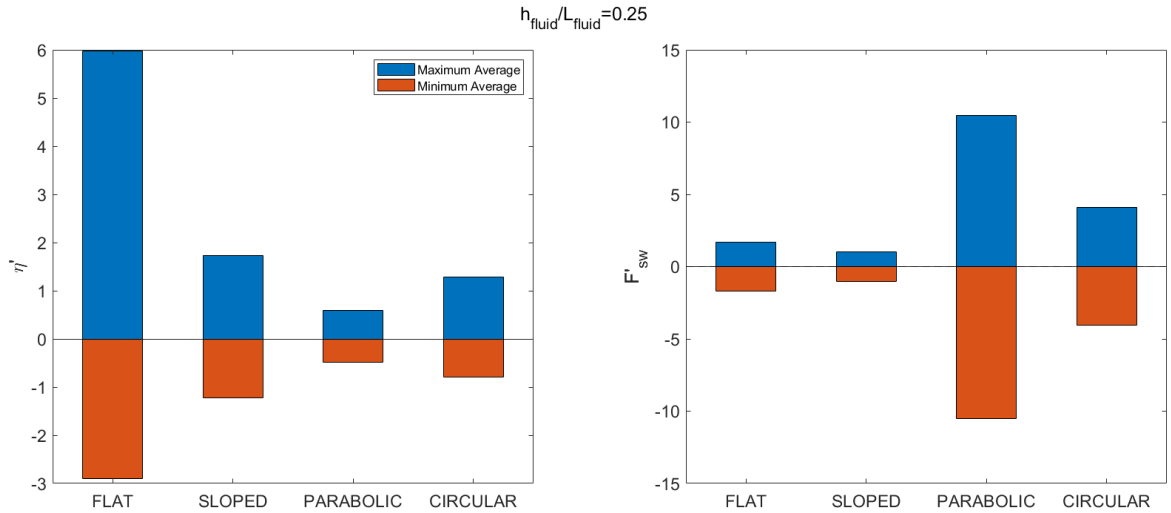 h_fluid/L_fluid=0.25
6
5
4
3
2
1
0
-1
-2
-3
η'
Maximum Average
Minimum Average
FLAT SLOPED PARABOLIC CIRCULAR
15
10
5
0
-5
-10
-15
F'_sw
FLAT SLOPED PARABOLIC CIRCULAR